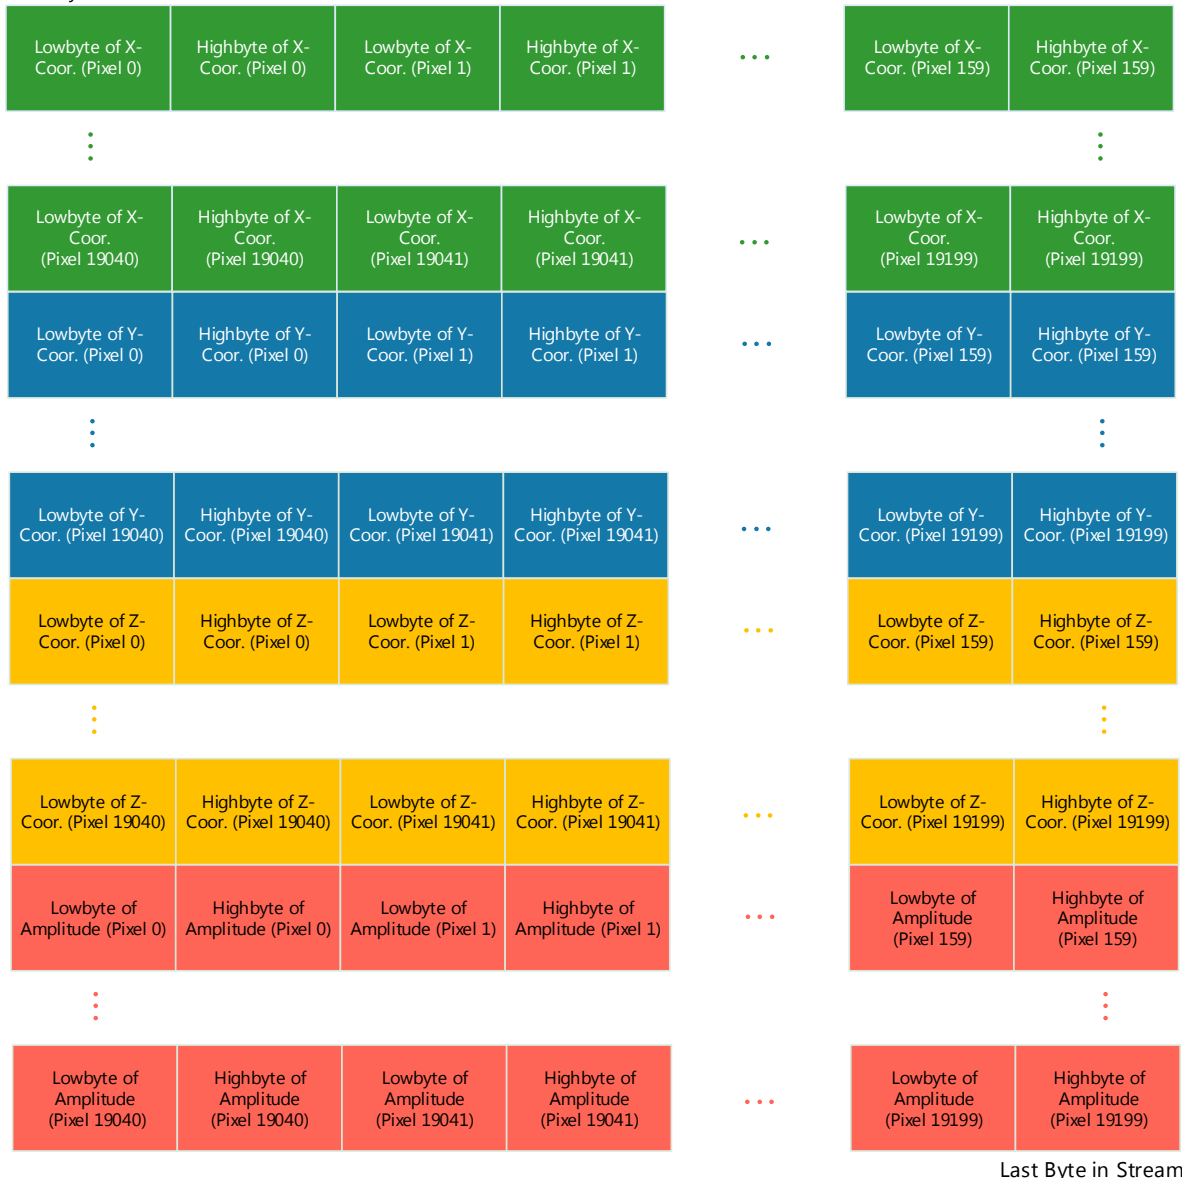 Lowbyte of X-
Coor. (Pixel 0)
Highbyte of X-
Coor. (Pixel 0)
Lowbyte of X-
Coor. (Pixel 1)
Highbyte of X-
Coor. (Pixel 1)
...
Lowbyte of X-
Coor. (Pixel 159)
Highbyte of X-
Coor. (Pixel 159)
Lowbyte of X-
Coor.
(Pixel 19040)
Highbyte of X-
Coor.
(Pixel 19040)
Lowbyte of X-
Coor.
(Pixel 19041)
Highbyte of X-
Coor.
(Pixel 19041)
...
Lowbyte of X-
Coor.
(Pixel 19199)
Highbyte of X-
Coor.
(Pixel 19199)
Lowbyte of Y-
Coor. (Pixel 0)
Highbyte of Y-
Coor. (Pixel 0)
Lowbyte of Y-
Coor. (Pixel 1)
Highbyte of Y-
Coor. (Pixel 1)
...
Lowbyte of Y-
Coor. (Pixel 159)
Highbyte of Y-
Coor. (Pixel 159)
Lowbyte of Y-
Coor. (Pixel 19040)
Highbyte of Y-
Coor. (Pixel 19040)
Lowbyte of Y-
Coor. (Pixel 19041)
Highbyte of Y-
Coor. (Pixel 19041)
...
Lowbyte of Y-
Coor. (Pixel 19199)
Highbyte of Y-
Coor. (Pixel 19199)
Lowbyte of Z-
Coor. (Pixel 0)
Highbyte of Z-
Coor. (Pixel 0)
Lowbyte of Z-
Coor. (Pixel 1)
Highbyte of Z-
Coor. (Pixel 1)
...
Lowbyte of Z-
Coor. (Pixel 159)
Highbyte of Z-
Coor. (Pixel 159)
Lowbyte of Z-
Coor. (Pixel 19040)
Highbyte of Z-
Coor. (Pixel 19040)
Lowbyte of Z-
Coor. (Pixel 19041)
Highbyte of Z-
Coor. (Pixel 19041)
...
Lowbyte of Z-
Coor. (Pixel 19199)
Highbyte of Z-
Coor. (Pixel 19199)
Lowbyte of
Amplitude (Pixel 0)
Highbyte of
Amplitude (Pixel 0)
Lowbyte of
Amplitude (Pixel 1)
Highbyte of
Amplitude (Pixel 1)
...
Lowbyte of
Amplitude
(Pixel 159)
Highbyte of
Amplitude
(Pixel 159)
Lowbyte of
Amplitude
(Pixel 19040)
Highbyte of
Amplitude
(Pixel 19040)
Lowbyte of
Amplitude
(Pixel 19041)
Highbyte of
Amplitude
(Pixel 19041)
...
Lowbyte of
Amplitude
(Pixel 19199)
Highbyte of
Amplitude
(Pixel 19199)
Last Byte in Stream